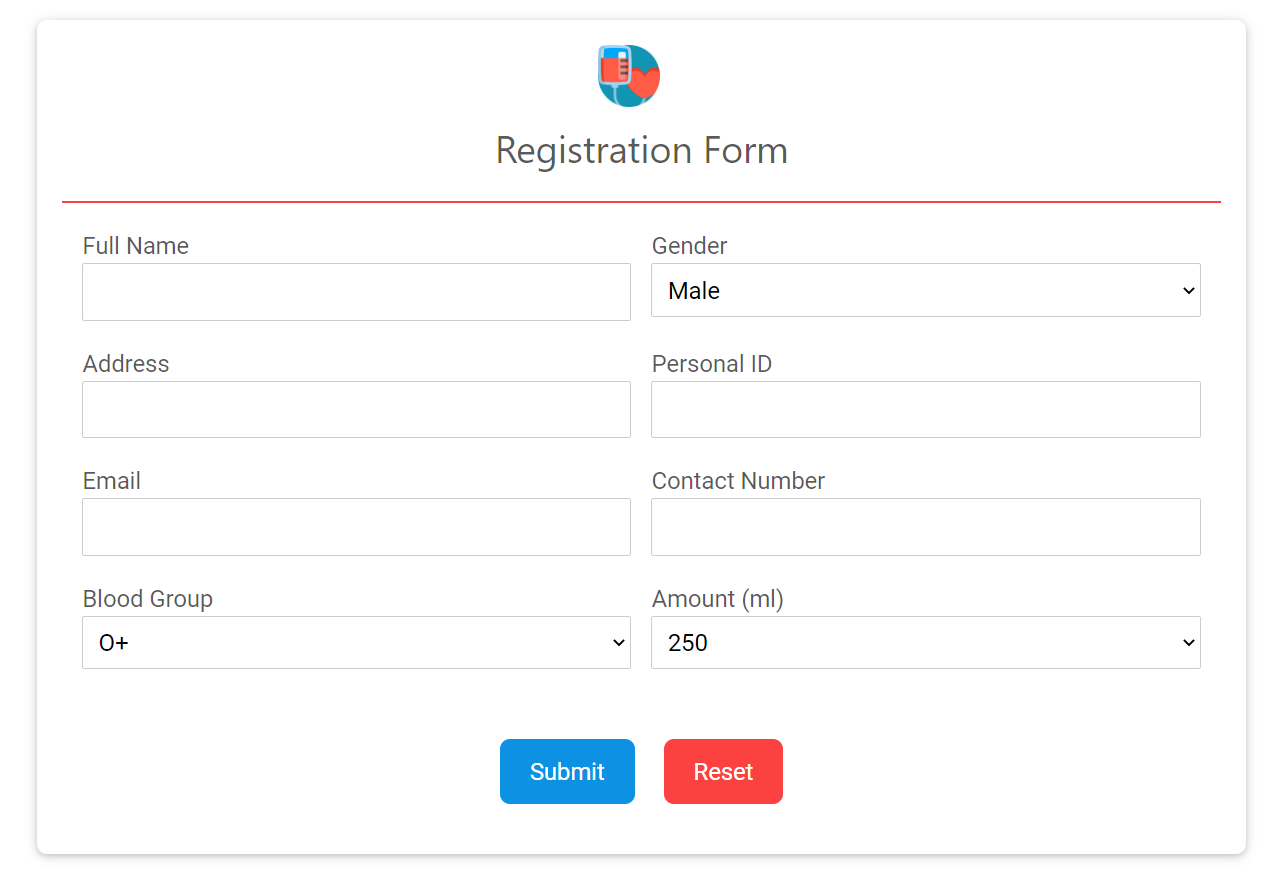 Registration Form
Full Name
Gender
Male
Address
Personal ID
Email
Contact Number
Blood Group
O+
Amount (ml)
250
Submit
Reset